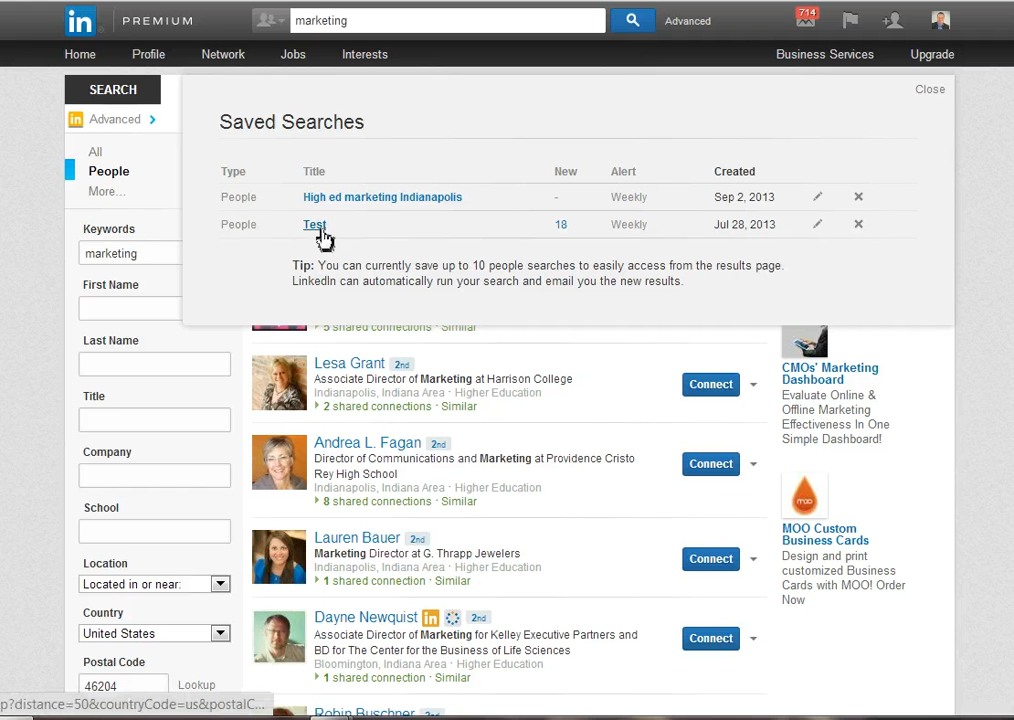 in PREMIUM marketing Advanced 714
Home Profile Network Jobs Interests Business Services Upgrade
SEARCH
Close
in Advanced
Saved Searches
All
People
More...
Type Title New Alert Created
People High ed marketing Indianapolis - Weekly Sep 2, 2013
People Test 18 Weekly Jul 28, 2013
Tip: You can currently save up to 10 people searches to easily access from the results page.
LinkedIn can automatically run your search and email you the new results.
Keywords
marketing
First Name
Last Name
Title
Company
School
Location
Located in or near:
Country
United States
Postal Code
46204 Lookup
p?distance=50&countryCode=us&postalC...
5 shared connections · Similar
Lesa Grant 2nd
Associate Director of Marketing at Harrison College
Indianapolis, Indiana Area · Higher Education
2 shared connections · Similar
Connect
Andrea L. Fagan 2nd
Director of Communications and Marketing at Providence Cristo
Rey High School
Indianapolis, Indiana Area · Higher Education
8 shared connections · Similar
Connect
Lauren Bauer 2nd
Marketing Director at G. Thrapp Jewelers
Indianapolis, Indiana Area · Higher Education
1 shared connection · Similar
Connect
Dayne Newquist in 2nd
Associate Director of Marketing for Kelley Executive Partners and
BD for The Center for the Business of Life Sciences
Bloomington, Indiana Area · Higher Education
1 shared connection · Similar
Connect
Robin Buschner 2nd
CMOs' Marketing
Dashboard
Evaluate Online &
Offline Marketing
Effectiveness In One
Simple Dashboard!
MOO
MOO Custom
Business Cards
Design and print
customized Business
Cards with MOO! Order
Now